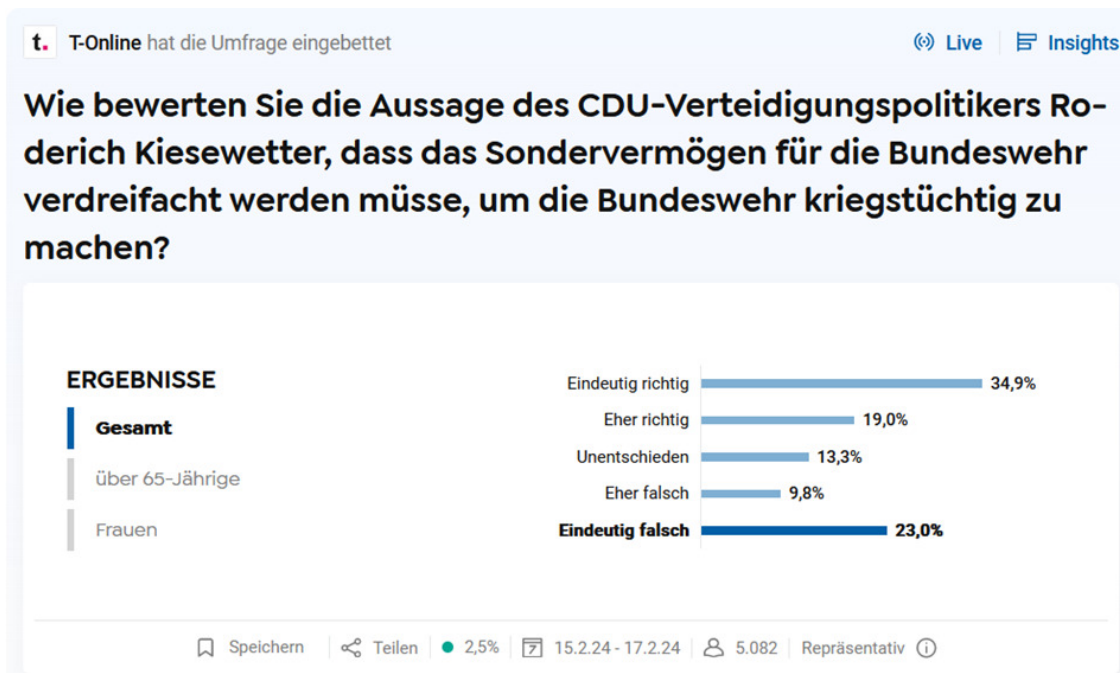 t. T-Online hat die Umfrage eingebettet Live Insights
Wie bewerten Sie die Aussage des CDU-Verteidigungspolitikers Ro-
derich Kiesewetter, dass das Sondervermögen für die Bundeswehr
verdreifacht werden müsse, um die Bundeswehr kriegstüchtig zu
machen?
ERGEBNISSE
Gesamt
über 65-Jährige
Frauen
Eindeutig richtig 34,9%
Eher richtig 19,0%
Unentschieden 13,3%
Eher falsch 9,8%
Eindeutig falsch 23,0%
Speichern Teilen 2,5% 7 15.2.24 - 17.2.24 5.082 Repräsentativ i